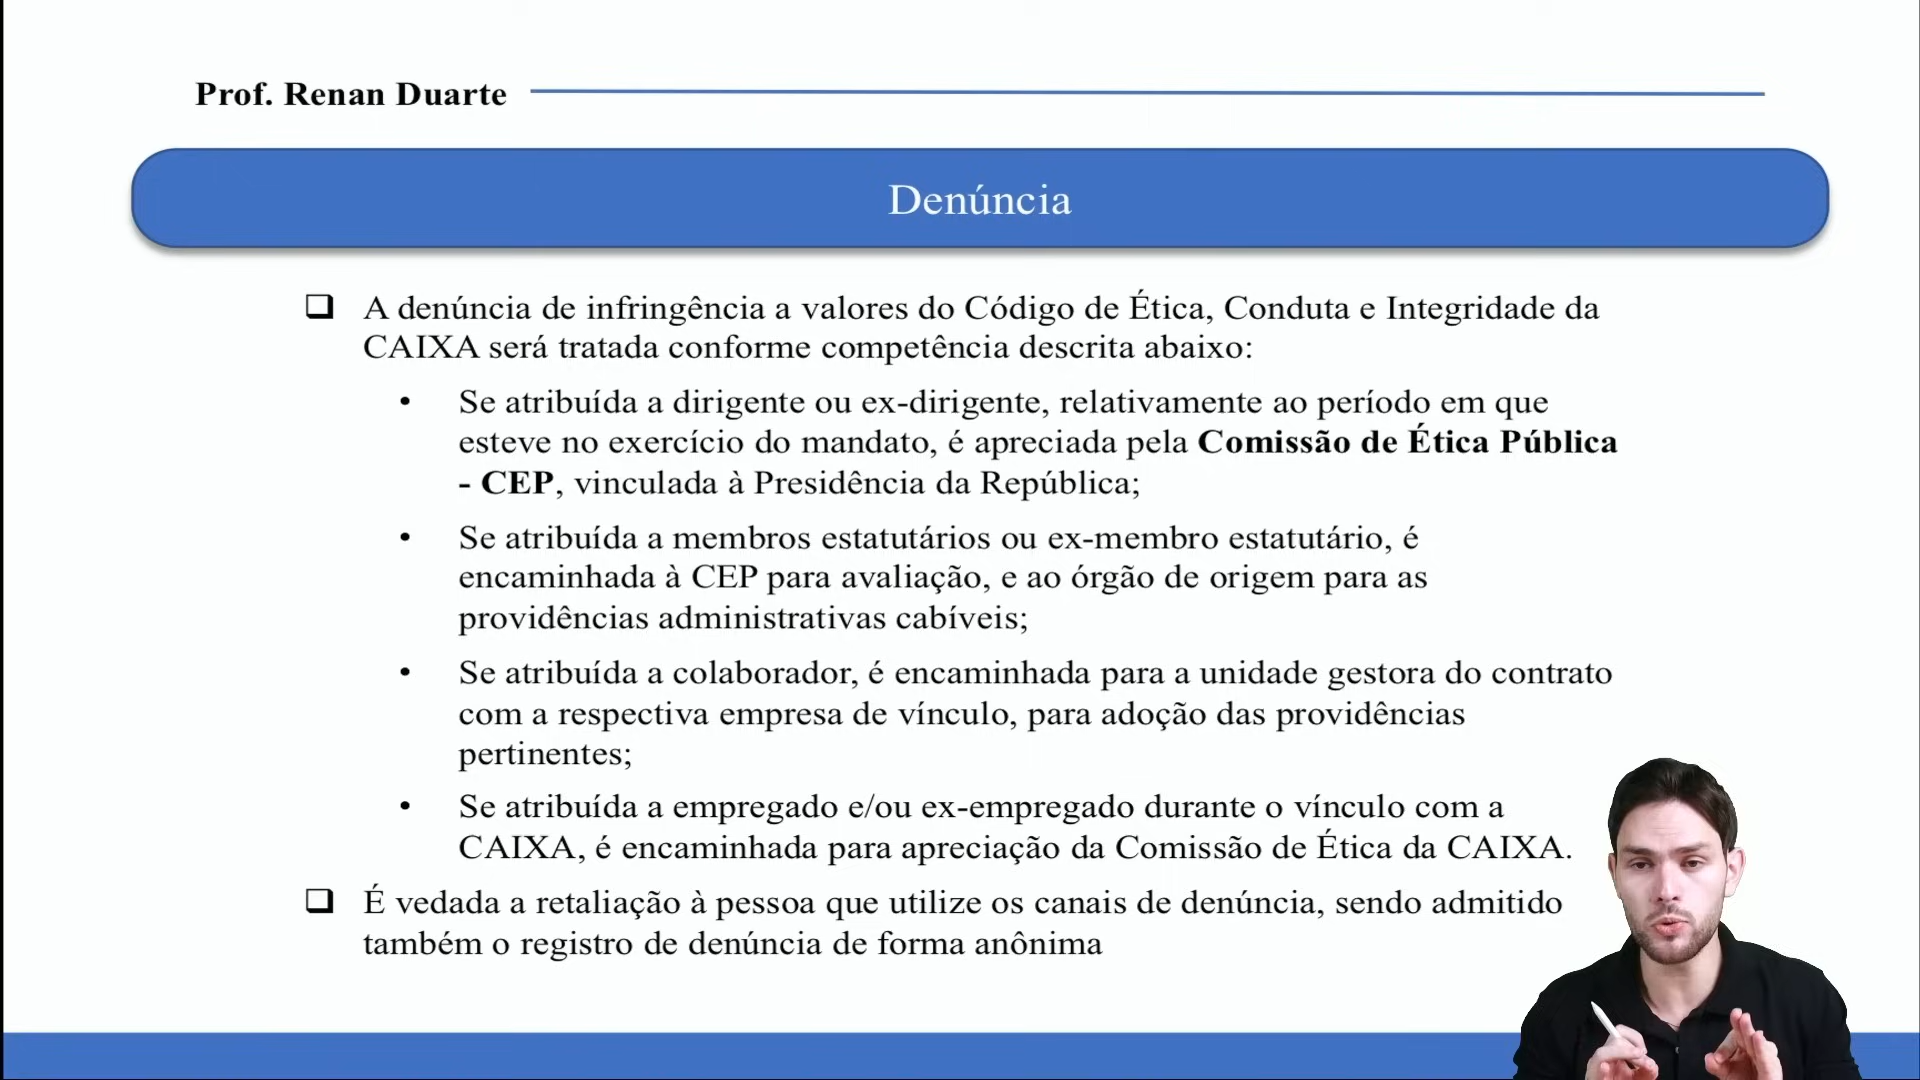 Prof. Renan Duarte
Denúncia
❑ A denúncia de infringência a valores do Código de Ética, Conduta e Integridade da
CAIXA será tratada conforme competência descrita abaixo:
• Se atribuída a dirigente ou ex-dirigente, relativamente ao período em que
esteve no exercício do mandato, é apreciada pela Comissão de Ética Pública
- CEP, vinculada à Presidência da República;
• Se atribuída a membros estatutários ou ex-membro estatutário, é
encaminhada à CEP para avaliação, e ao órgão de origem para as
providências administrativas cabíveis;
• Se atribuída a colaborador, é encaminhada para a unidade gestora do contrato
com a respectiva empresa de vínculo, para adoção das providências
pertinentes;
• Se atribuída a empregado e/ou ex-empregado durante o vínculo com a
CAIXA, é encaminhada para apreciação da Comissão de Ética da CAIXA.
❑ É vedada a retaliação à pessoa que utilize os canais de denúncia, sendo admitido
também o registro de denúncia de forma anônima